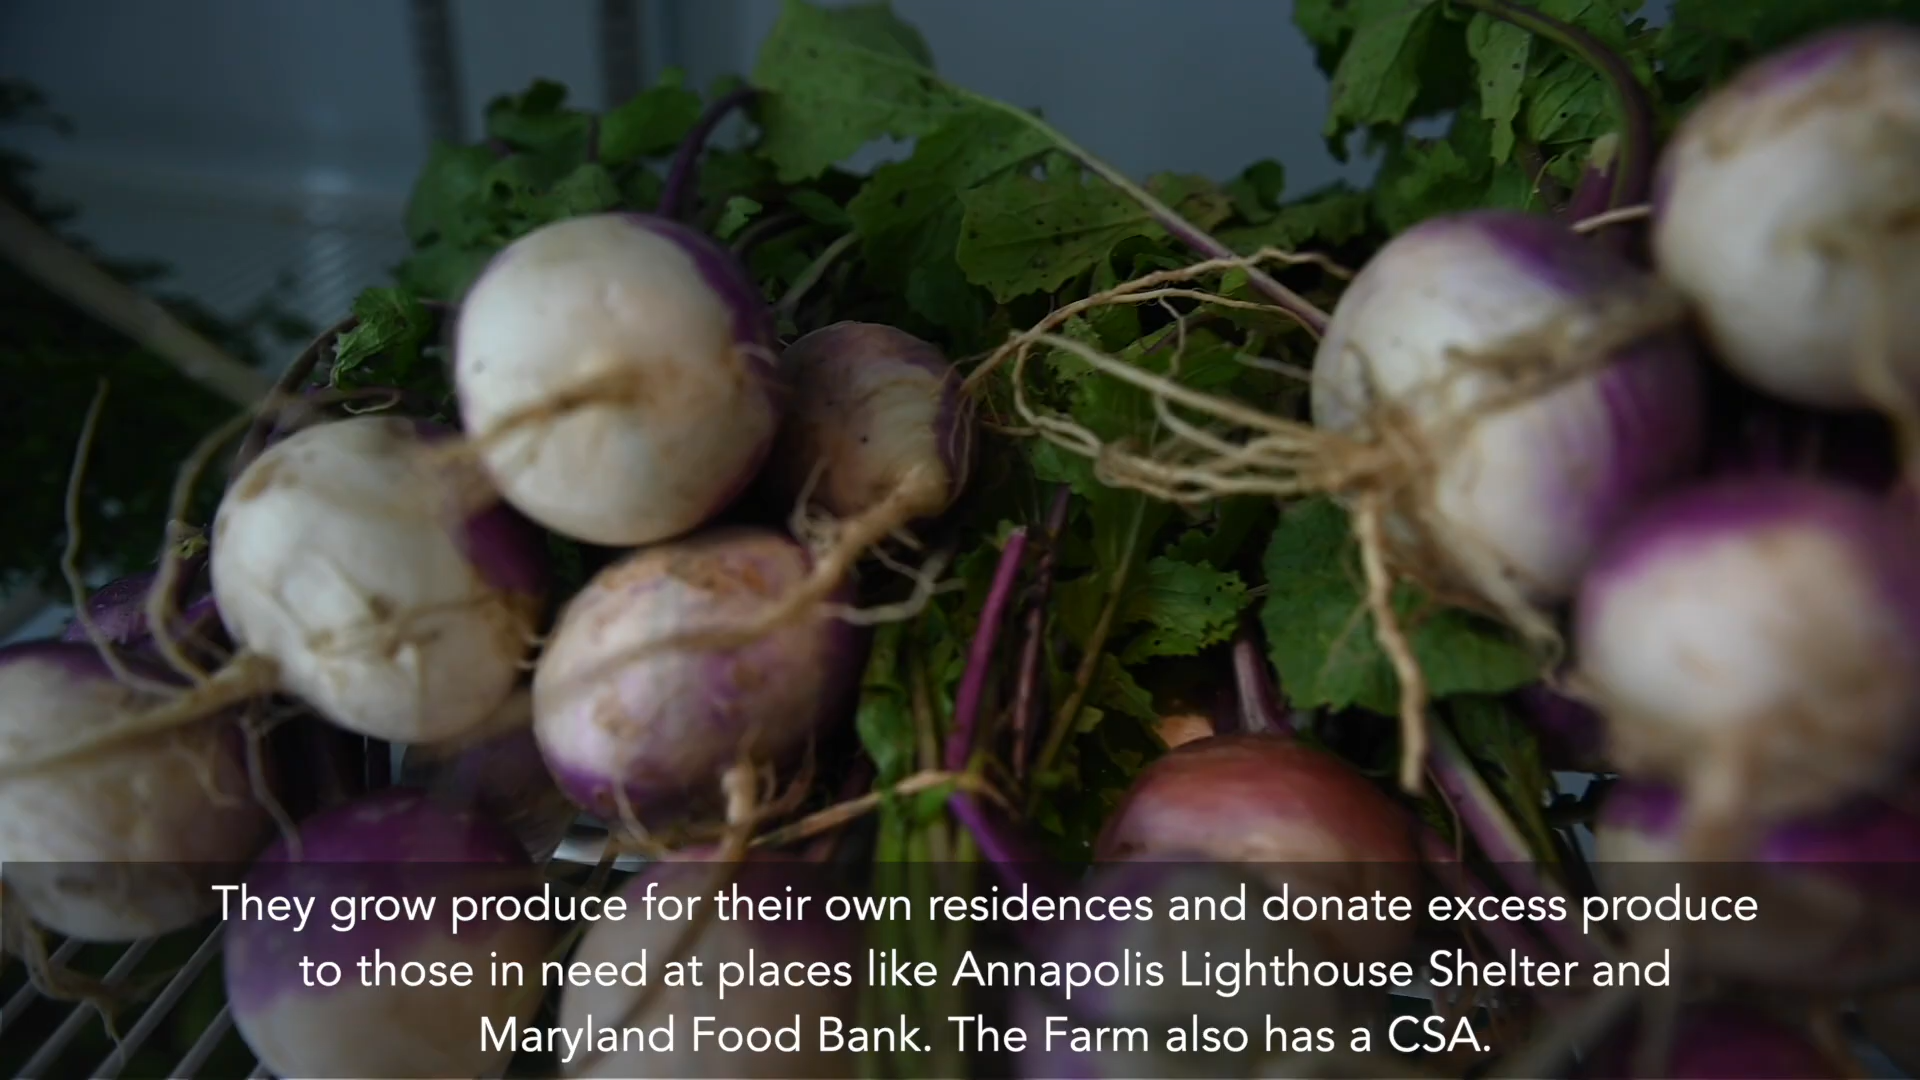 They grow produce for their own residences and donate excess produce
to those in need at places like Annapolis Lighthouse Shelter and
Maryland Food Bank. The Farm also has a CSA.